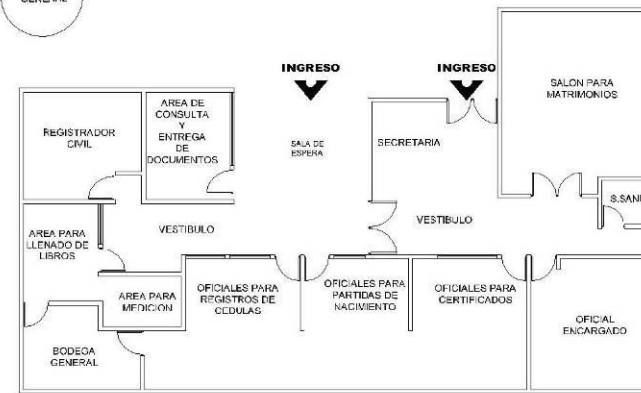 GENERAL
INGRESO
INGRESO
REGISTRADOR
CIVIL
AREA DE
CONSULTA
Y
ENTREGA
DE
DOCUMENTOS
SALA DE
ESPERA
SECRETARIA
SALON PARA
MATRIMONIOS
AREA PARA
LLENADO DE
LIBROS
VESTIBULO
VESTIBULO
AREA PARA
MEDICION
OFICIALES PARA
REGISTROS DE
CEDULAS
OFICIALES PARA
PARTIDAS DE
NACIMIENTO
OFICIALES PARA
CERTIFICADOS
OFICIAL
ENCARGADO
BODEGA
GENERAL